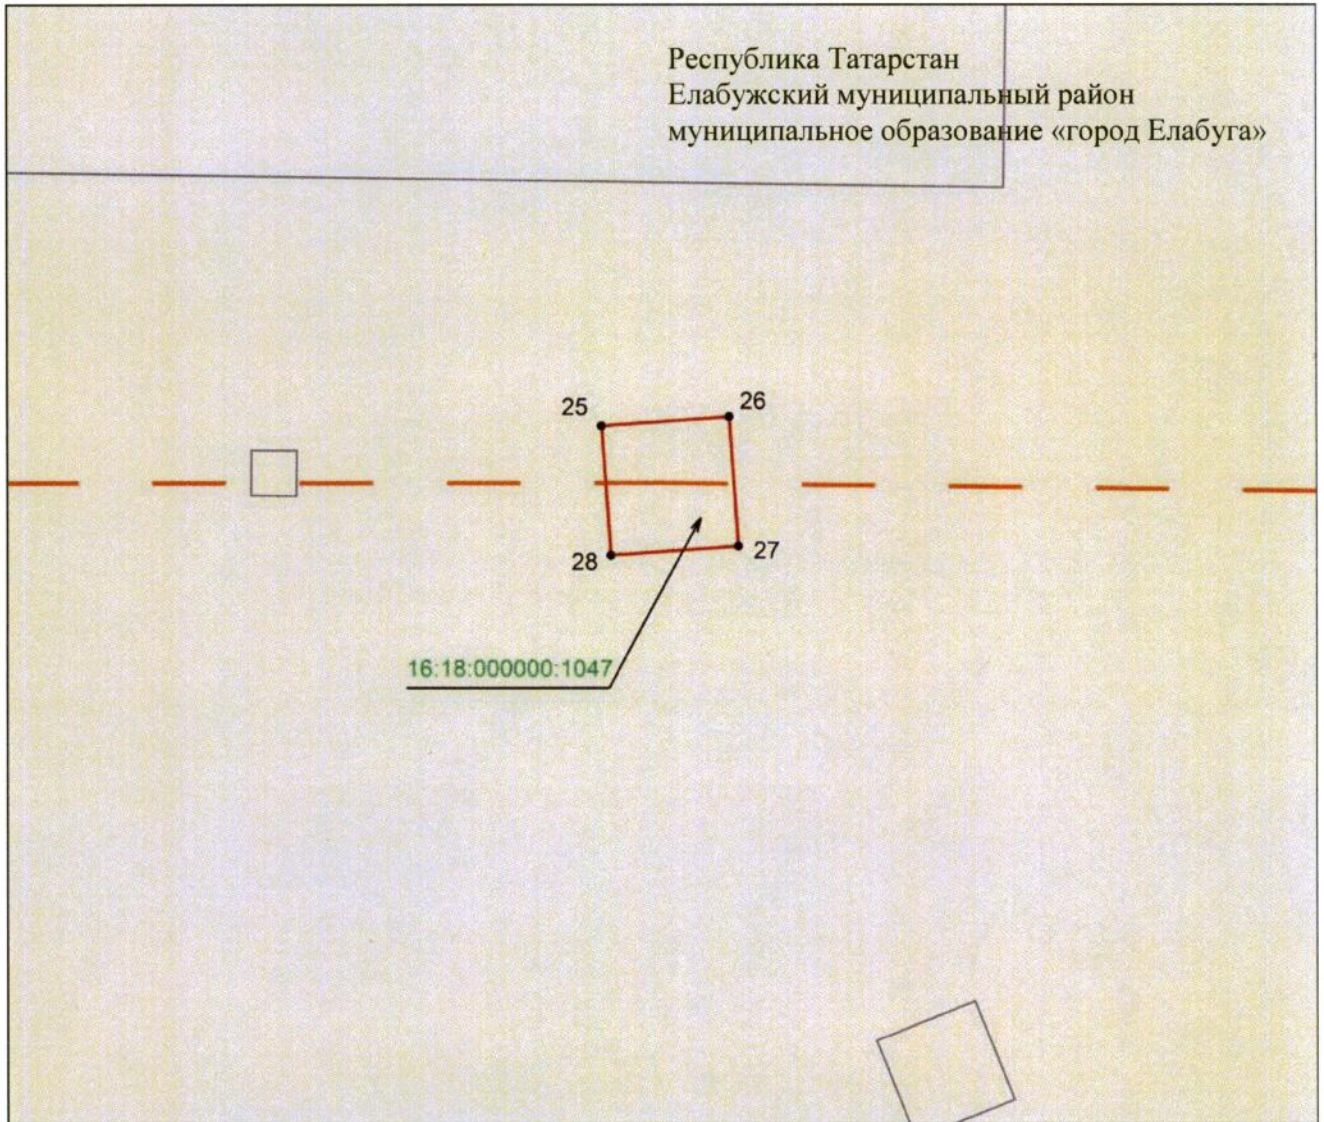 Республика Татарстан
Елабужский муниципальный район
муниципальное образование «город Елабуга»
25
26
28
27
16:18:000000:1047